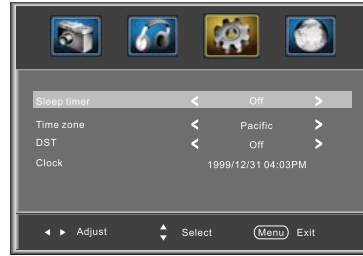 Sleep timer Off
Time zone Pacific
DST Off
Clock 1999/12/31 04:03PM
Adjust Select Menu Exit